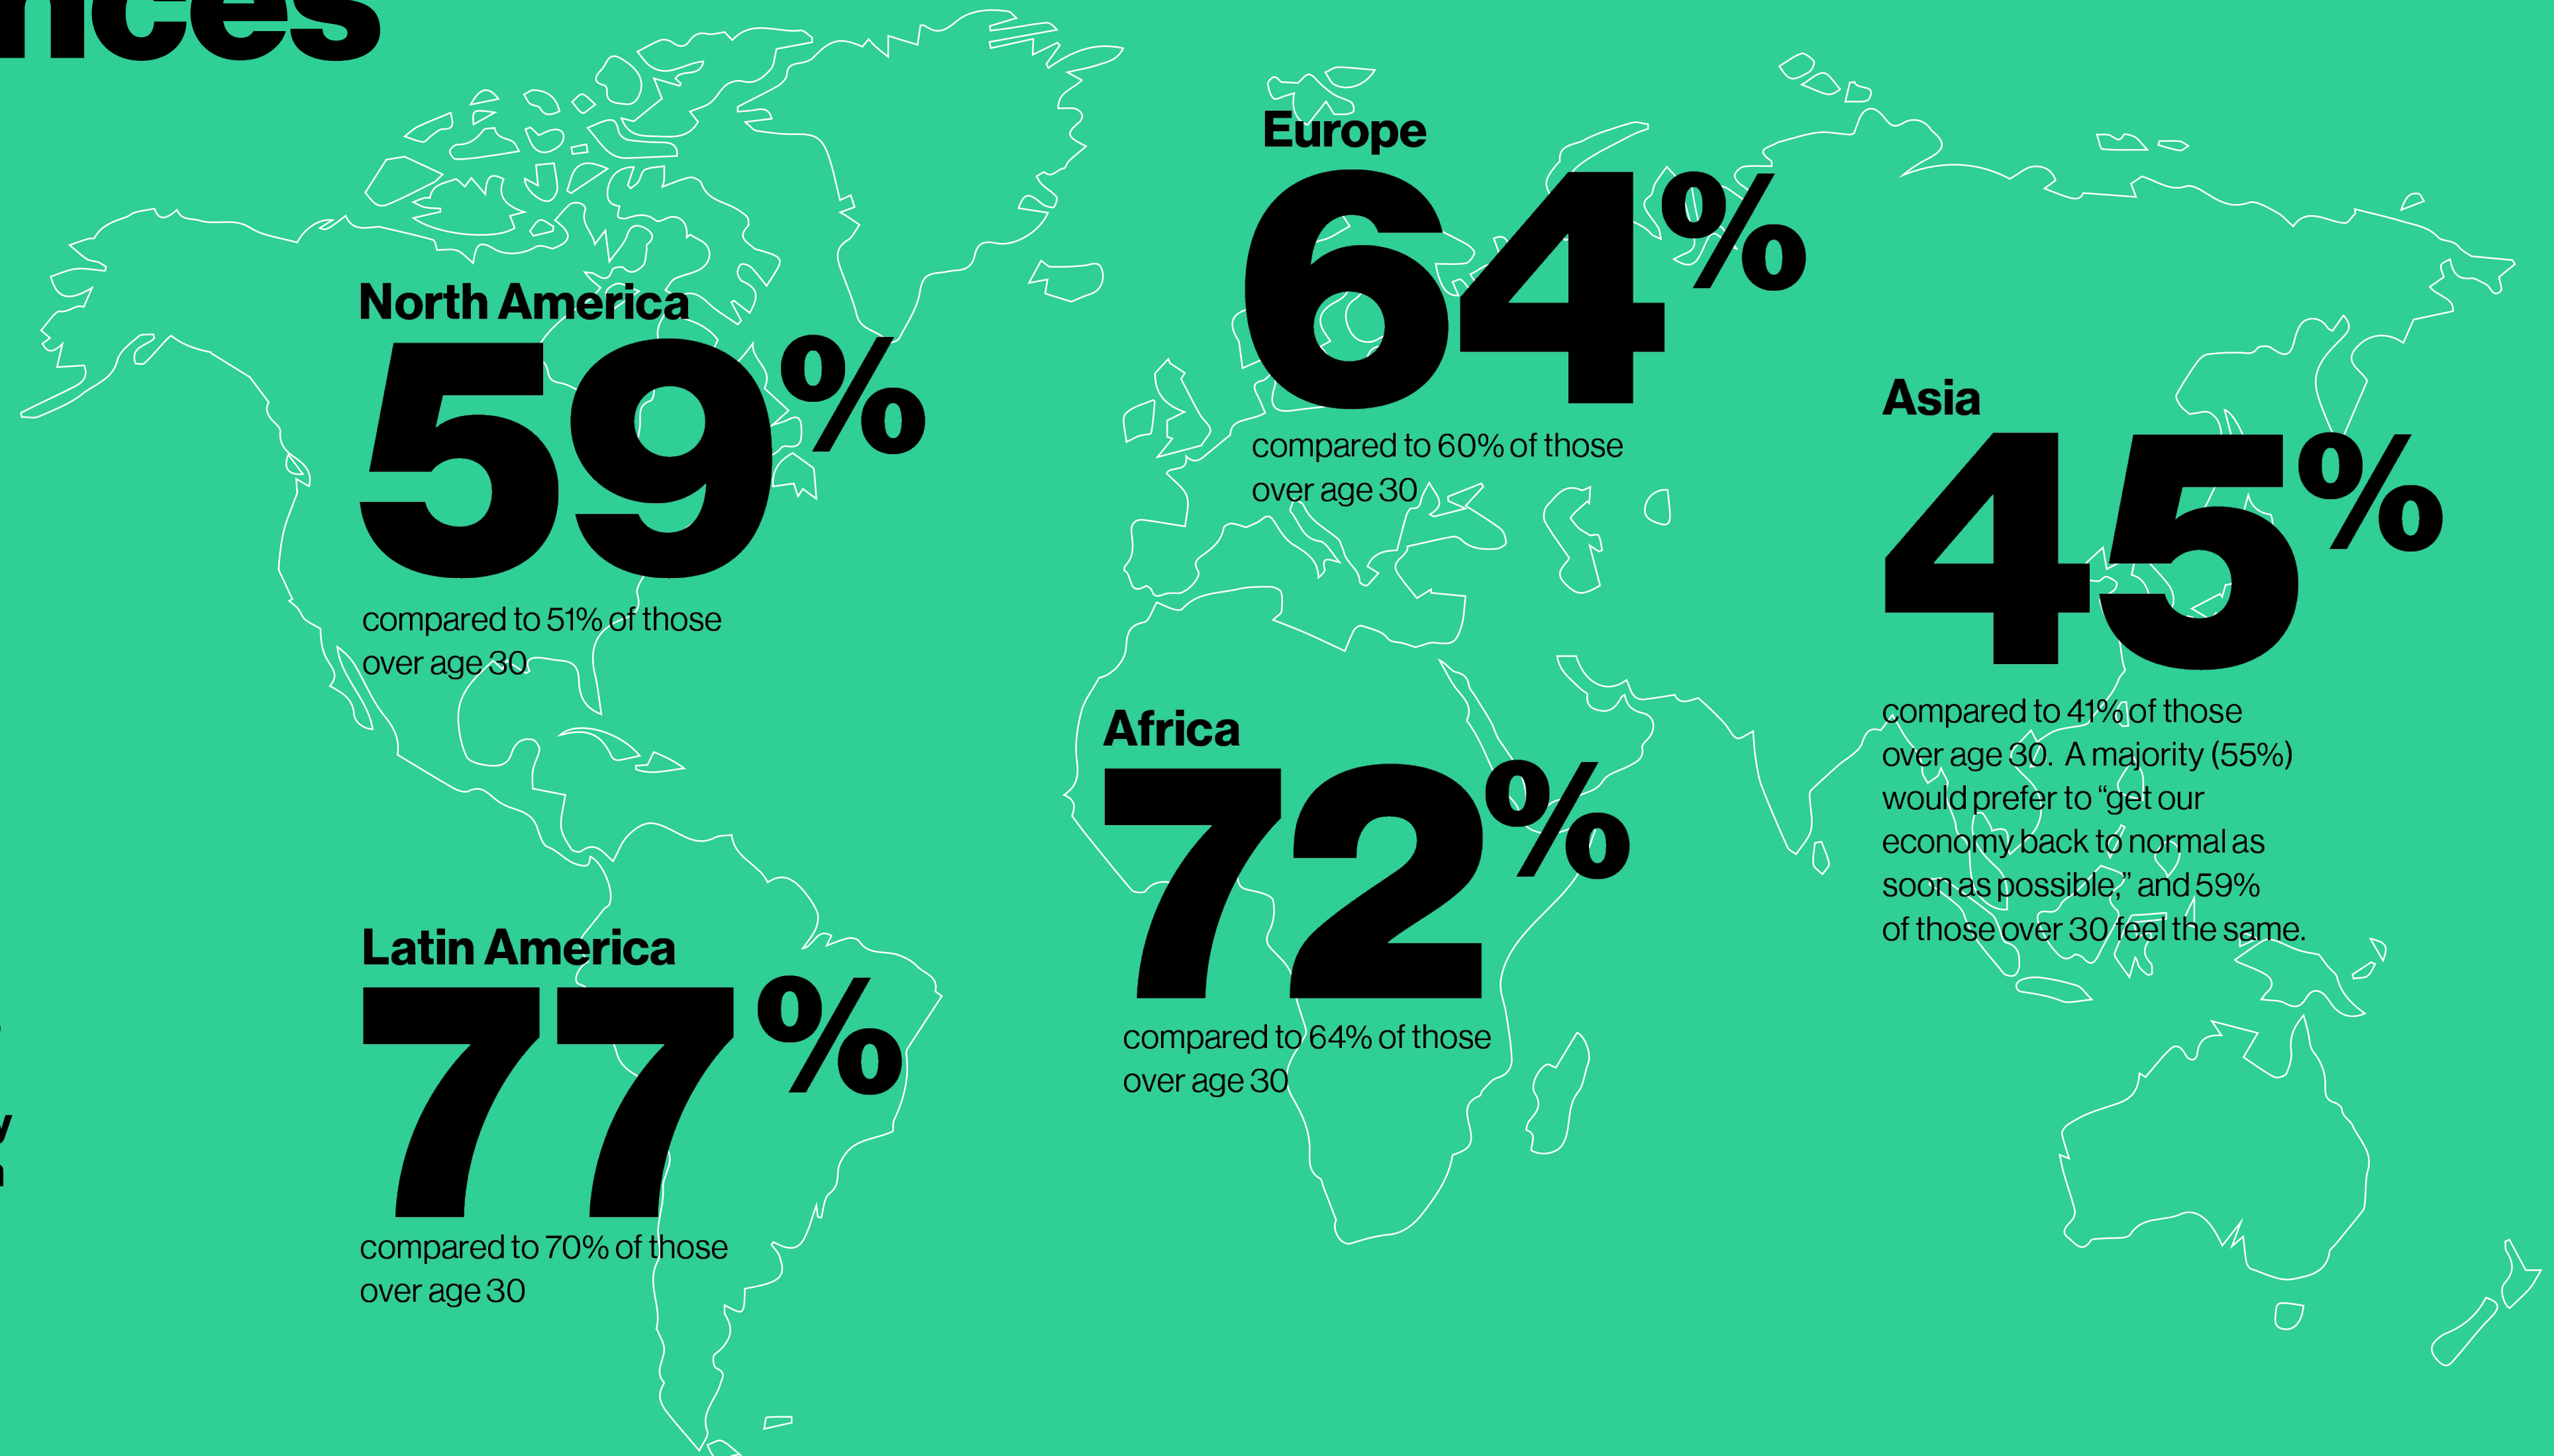 nces
Europe
64%
compared to 60% of those
over age 30
North America
59%
compared to 51% of those
over age 30
Asia
45%
compared to 41% of those
over age 30.  A majority (55%)
would prefer to “get our
economy back to normal as
soon as possible,” and 59%
of those over 30 feel the same.
Africa
72%
compared to 64% of those
over age 30
Latin America
77%
compared to 70% of those
over age 30